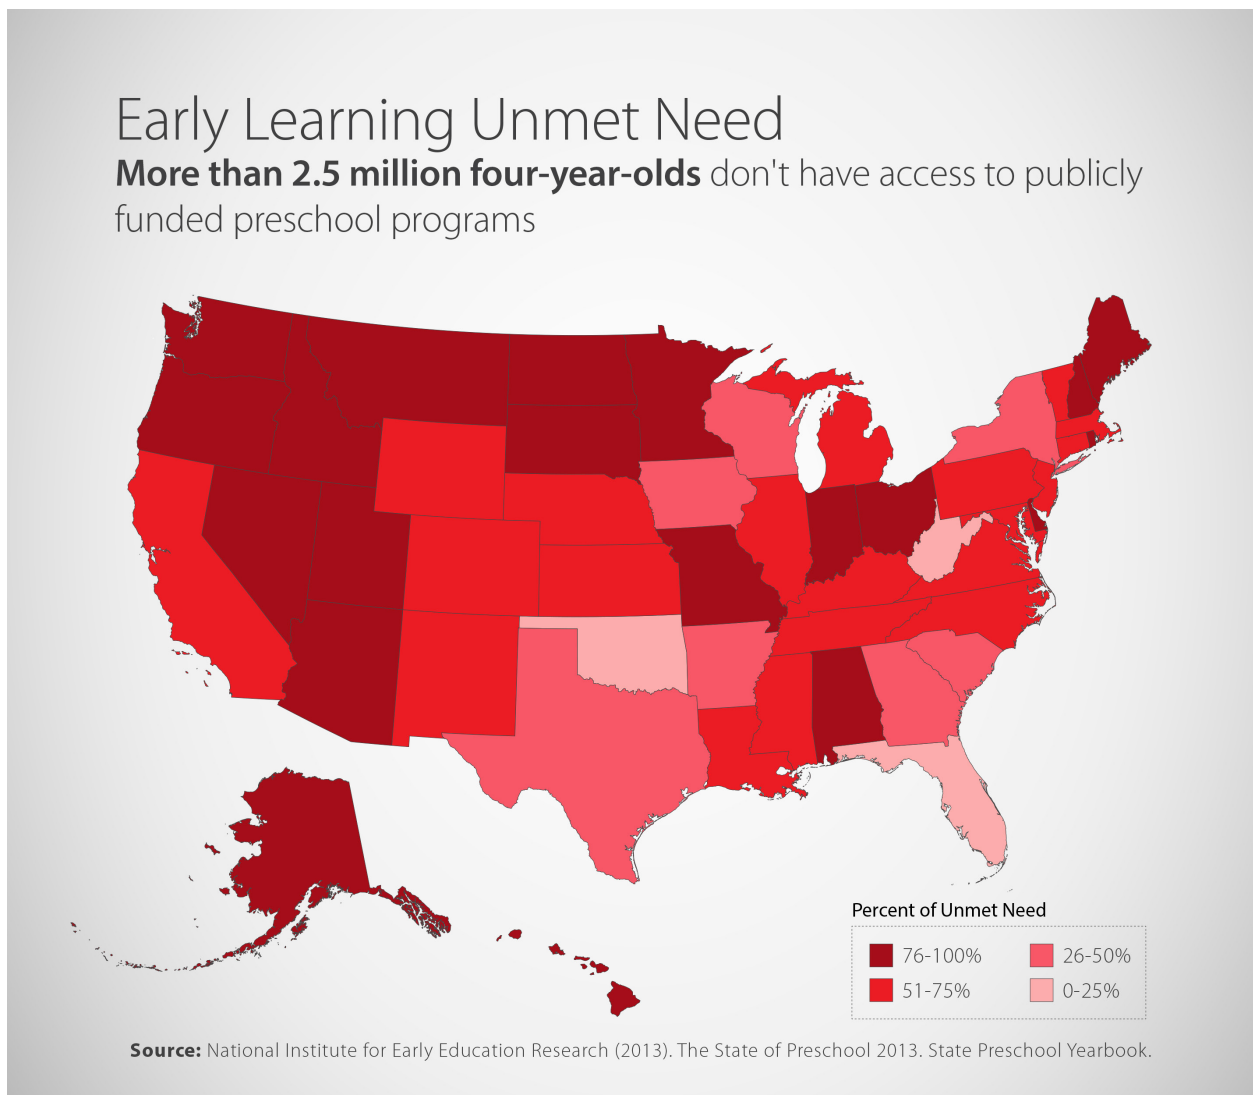 Early Learning Unmet Need
More than 2.5 million four-year-olds don't have access to publicly
funded preschool programs
Percent of Unmet Need
76-100%
26-50%
51-75%
0-25%
Source: National Institute for Early Education Research (2013). The State of Preschool 2013. State Preschool Yearbook.